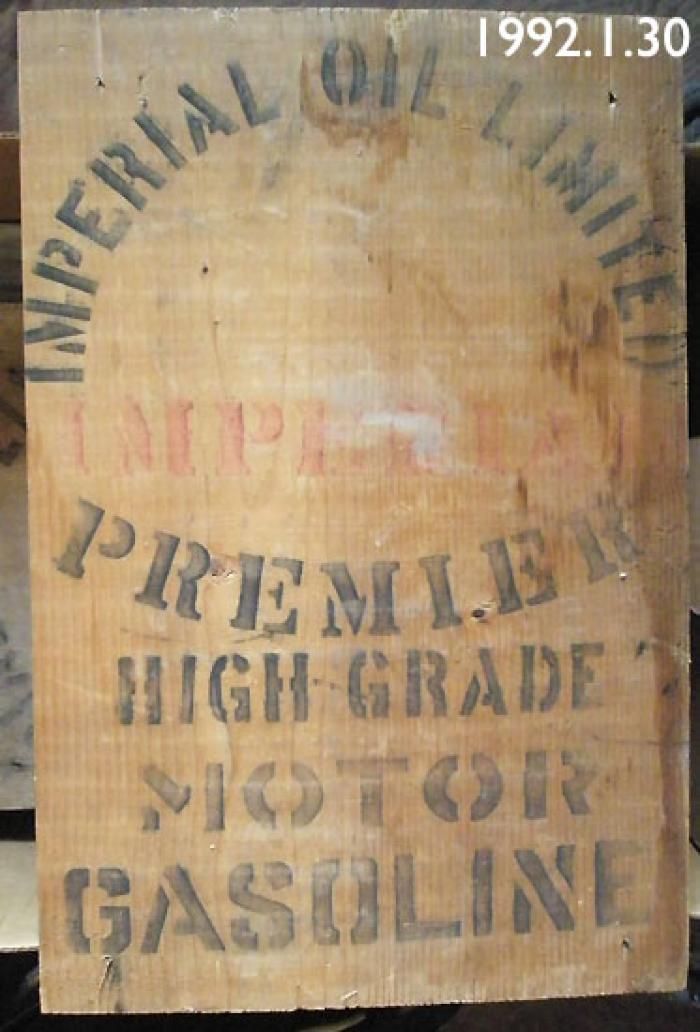 1992.1.30
IMPERIAL OIL LIMITED
IMPERIAL
PREMIER
HIGH GRADE
MOTOR
GASOLINE